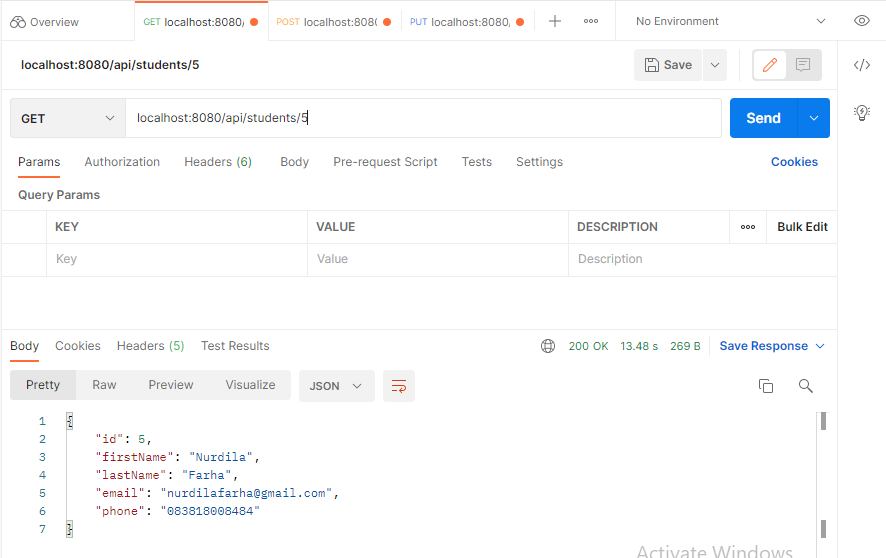 Overview GET localhost:8080/ POST localhost:808( PUT localhost:8080, + ••• No Environment
localhost:8080/api/students/5 Save
</>
GET localhost:8080/api/students/5 Send
Params Authorization Headers (6) Body Pre-request Script Tests Settings Cookies
Query Params
KEY VALUE DESCRIPTION ••• Bulk Edit
Key Value Description
Body Cookies Headers (5) Test Results 200 OK 13.48 s 269 B Save Response
Pretty Raw Preview Visualize JSON
1 {
2 "id": 5,
3 "firstName": "Nurdila",
4 "lastName": "Farha",
5 "email": "nurdilafarha@gmail.com",
6 "phone": "083818008484"
7 }
Activate Windows